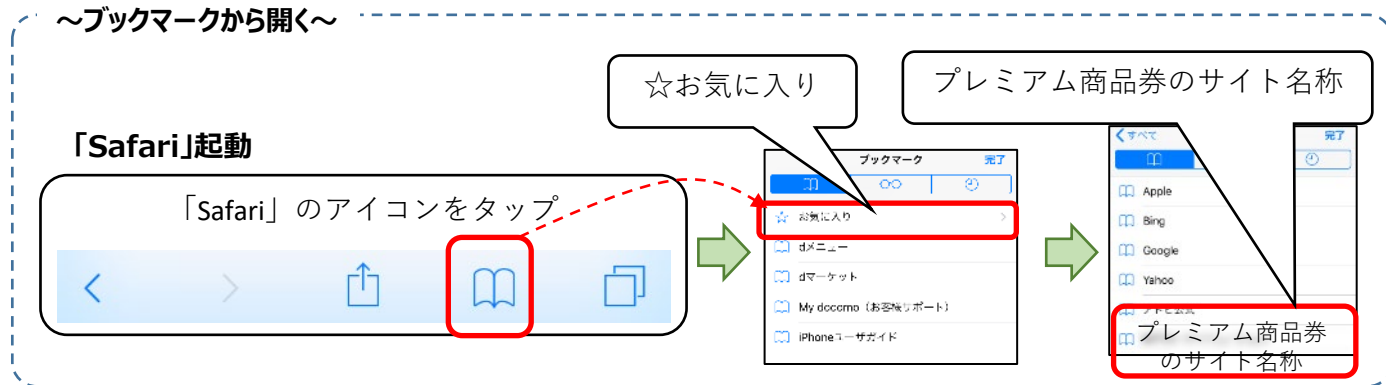 ～ブックマークから開く～
「Safari」起動
「Safari」のアイコンをタップ
☆お気に入り
ブックマーク
完了
☆ お気に入り
dメニュー
dマーケット
My docomo（お客様サポート）
iPhoneユーザガイド
プレミアム商品券のサイト名称
すべて
完了
Apple
Bing
Google
Yahoo
プレミアム商品券
のサイト名称